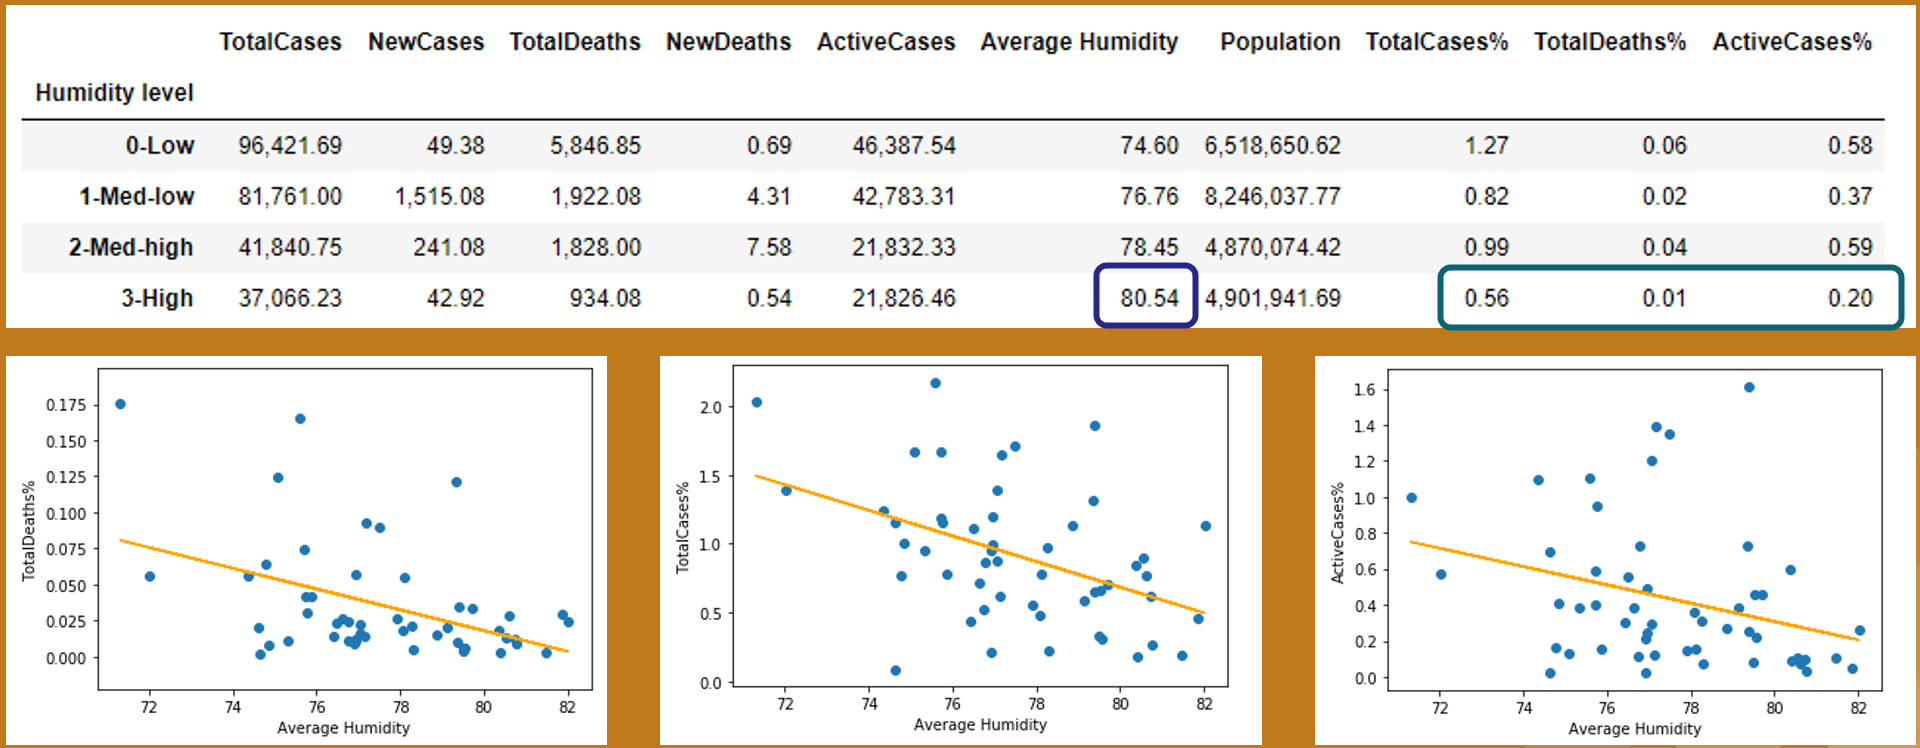 TotalCases NewCases TotalDeaths NewDeaths ActiveCases Average Humidity Population TotalCases% TotalDeaths% ActiveCases%
Humidity level
0-Low 96,421.69 49.38 5,846.85 0.69 46,387.54 74.60 6,518,650.62 1.27 0.06 0.58
1-Med-low 81,761.00 1,515.08 1,922.08 4.31 42,783.31 76.76 8,246,037.77 0.82 0.02 0.37
2-Med-high 41,840.75 241.08 1,828.00 7.58 21,832.33 78.45 4,870,074.42 0.99 0.04 0.59
3-High 37,066.23 42.92 934.08 0.54 21,826.46 80.54 4,901,941.69 0.56 0.01 0.20
TotalDeaths%
0.175
0.150
0.125
0.100
0.075
0.050
0.025
0.000
72 74 76 78 80 82
Average Humidity
TotalCases%
2.0
1.5
1.0
0.5
0.0
72 74 76 78 80 82
Average Humidity
ActiveCases%
1.6
1.4
1.2
1.0
0.8
0.6
0.4
0.2
0.0
72 74 76 78 80 82
Average Humidity